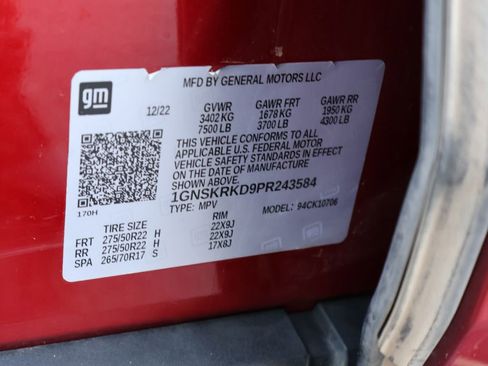 MFD BY GENERAL MOTORS LLC
gm
12/22 GVWR GAWR FRT GAWR RR
3402 KG 1678 KG 1950 KG
7500 LB 3700 LB 4300 LB
THIS VEHICLE CONFORMS TO ALL
APPLICABLE U.S. FEDERAL MOTOR
VEHICLE SAFETY STANDARDS IN EFFECT
ON THE DATE OF MANUFACTURE
SHOWN ABOVE.
1GNSKRKD9PR243584
170H
TYPE: MPV MODEL: 94CK10706
TIRE SIZE RIM
FRT 275/50R22 H 22X9J
RR 275/50R22 H 22X9J
SPA 265/70R17 S 17X8J